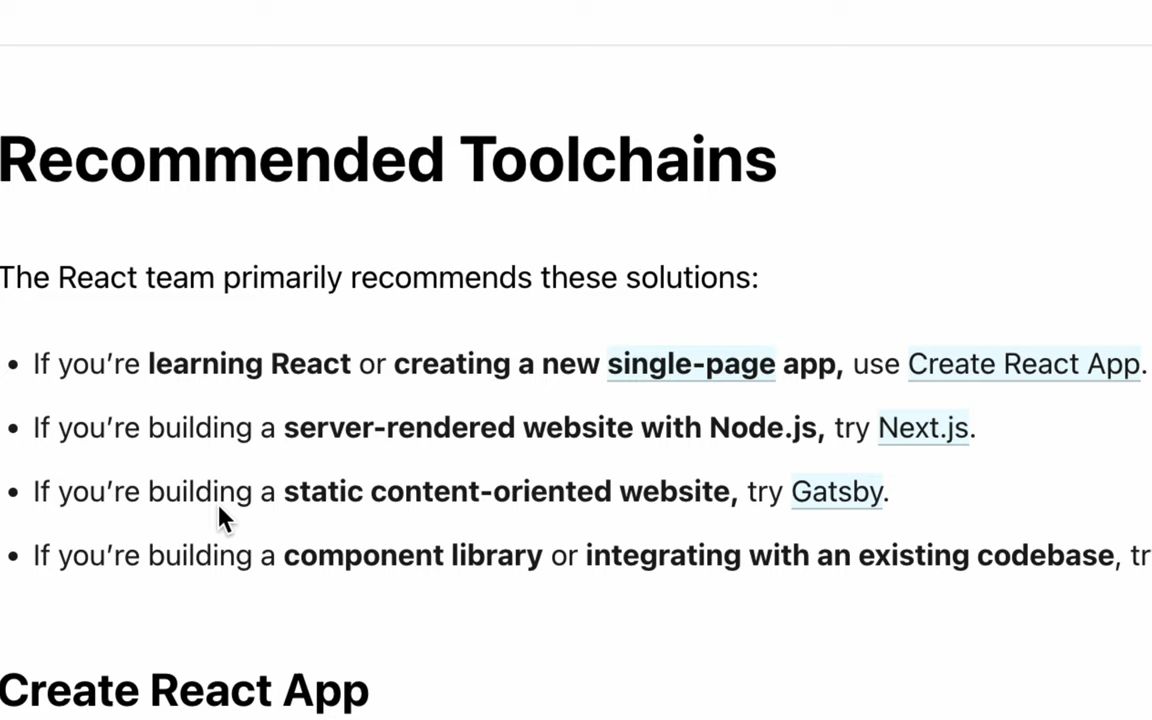 Recommended Toolchains
The React team primarily recommends these solutions:
• If you’re learning React or creating a new single-page app, use Create React App.
• If you’re building a server-rendered website with Node.js, try Next.js.
• If you’re building a static content-oriented website, try Gatsby.
• If you’re building a component library or integrating with an existing codebase,
Create React App